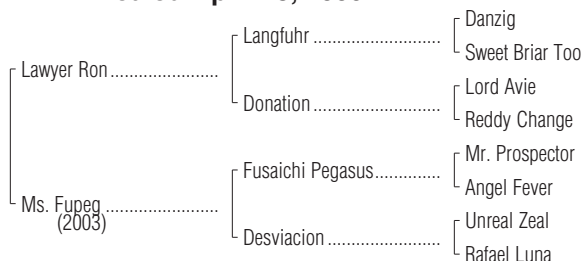 Danzig
Langfuhr ................................
Sweet Briar Too
Lawyer Ron ...........................
Lord Avie
Donation ................................
Reddy Change
Mr. Prospector
Fusaichi Pegasus ................
Angel Fever
Ms. Fupeg ............................
(2003)
Unreal Zeal
Desviacion ............................
Rafael Luna